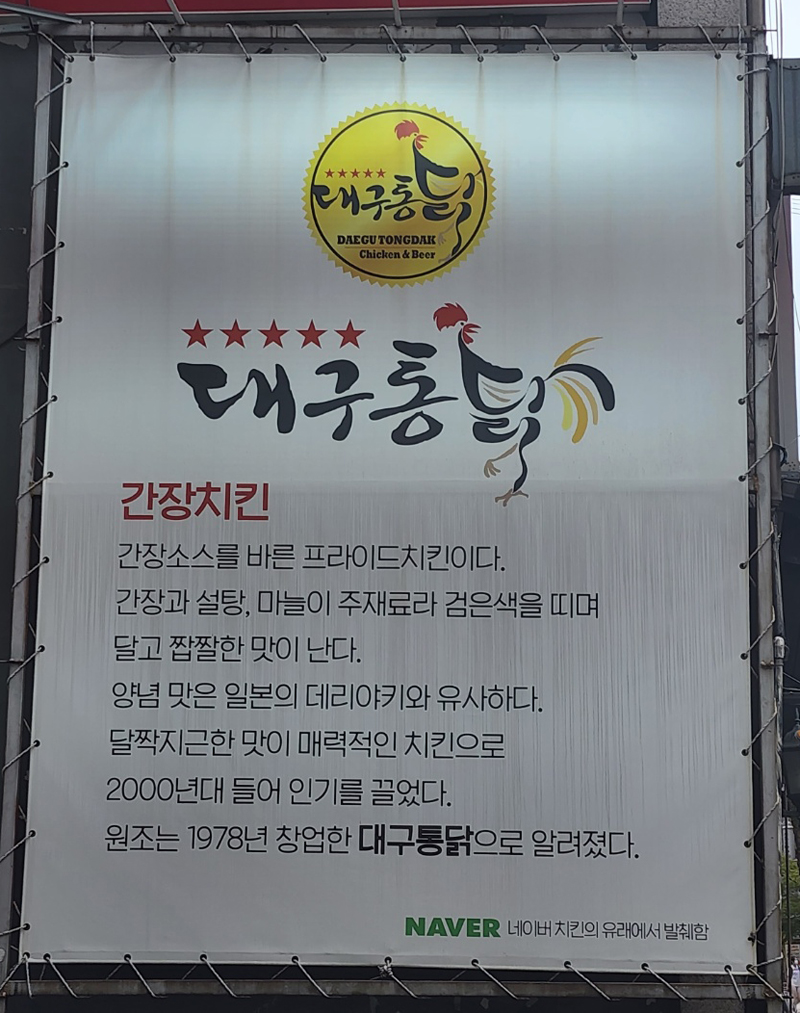 ★★★★★
대구통닭
DAEGU TONGDAK
Chicken & Beer
★★★★★
대구통닭
간장치킨
간장소스를 바른 프라이드치킨이다.
간장과 설탕, 마늘이 주재료라 검은색을 띠며
달고 짭짤한 맛이 난다.
양념 맛은 일본의 데리야키와 유사하다.
달짝지근한 맛이 매력적인 치킨으로
2000년대 들어 인기를 끌었다.
원조는 1978년 창업한 대구통닭으로 알려졌다.
NAVER 네이버 치킨의 유래에서 발췌함